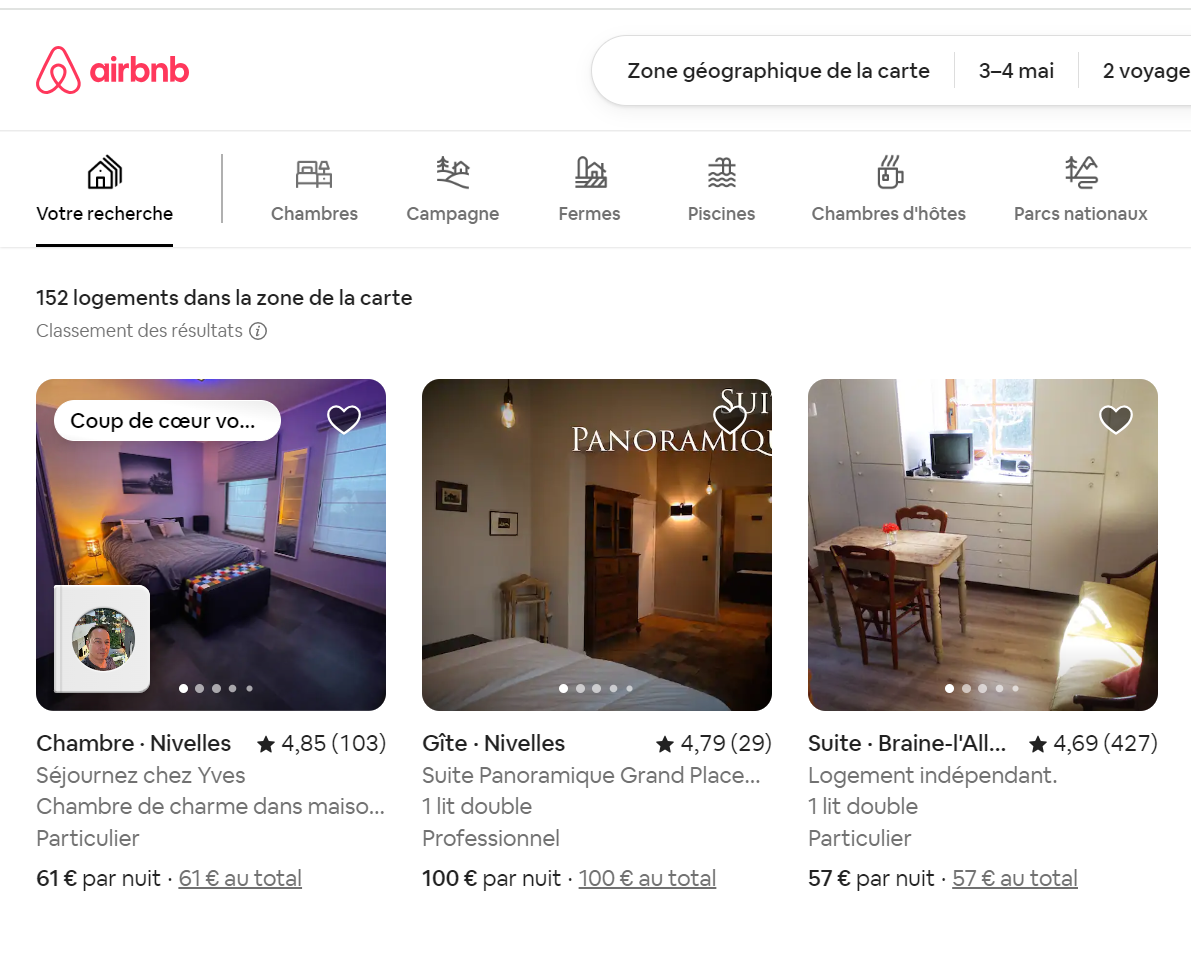 airbnb
Zone géographique de la carte 3–4 mai 2 voyage
Votre recherche Chambres Campagne Fermes Piscines Chambres d'hôtes Parcs nationaux
152 logements dans la zone de la carte
Classement des résultats
Coup de cœur vo...
SUIT
PANORAMIQU
Chambre · Nivelles 4,85 (103)
Séjournez chez Yves
Chambre de charme dans maiso...
Particulier
61 € par nuit · 61 € au total
Gîte · Nivelles 4,79 (29)
Suite Panoramique Grand Place...
1 lit double
Professionnel
100 € par nuit · 100 € au total
Suite · Braine-l'All... 4,69 (427)
Logement indépendant.
1 lit double
Particulier
57 € par nuit · 57 € au total